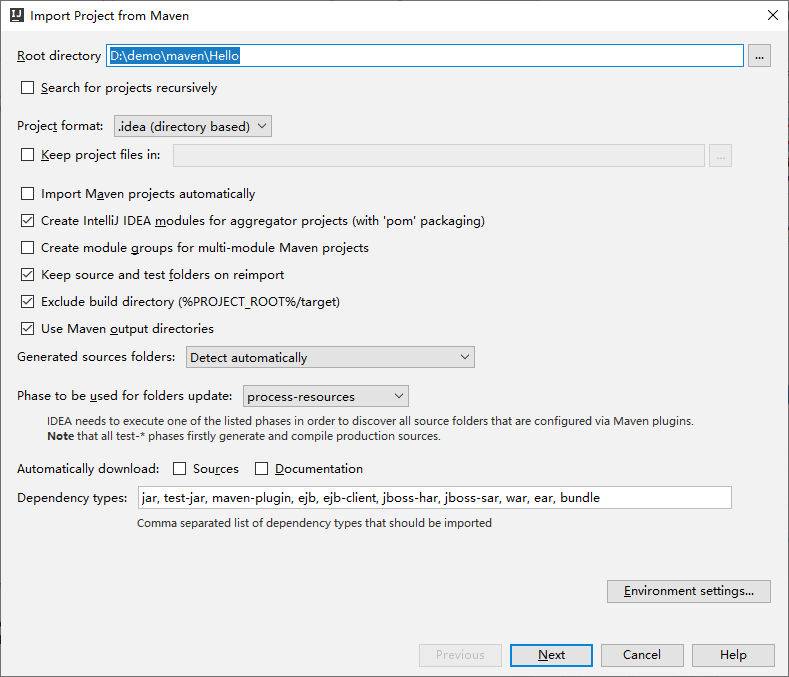 Import Project from Maven
Root directory D:\demo\maven\Hello ...
Search for projects recursively
Project format: .idea (directory based)
Keep project files in: ...
Import Maven projects automatically
Create IntelliJ IDEA modules for aggregator projects (with 'pom' packaging)
Create module groups for multi-module Maven projects
Keep source and test folders on reimport
Exclude build directory (%PROJECT_ROOT%/target)
Use Maven output directories
Generated sources folders: Detect automatically
Phase to be used for folders update: process-resources
IDEA needs to execute one of the listed phases in order to discover all source folders that are configured via Maven plugins.
Note that all test-* phases firstly generate and compile production sources.
Automatically download: Sources Documentation
Dependency types: jar, test-jar, maven-plugin, ejb, ejb-client, jboss-har, jboss-sar, war, ear, bundle
Comma separated list of dependency types that should be imported
Environment settings...
Previous Next Cancel Help